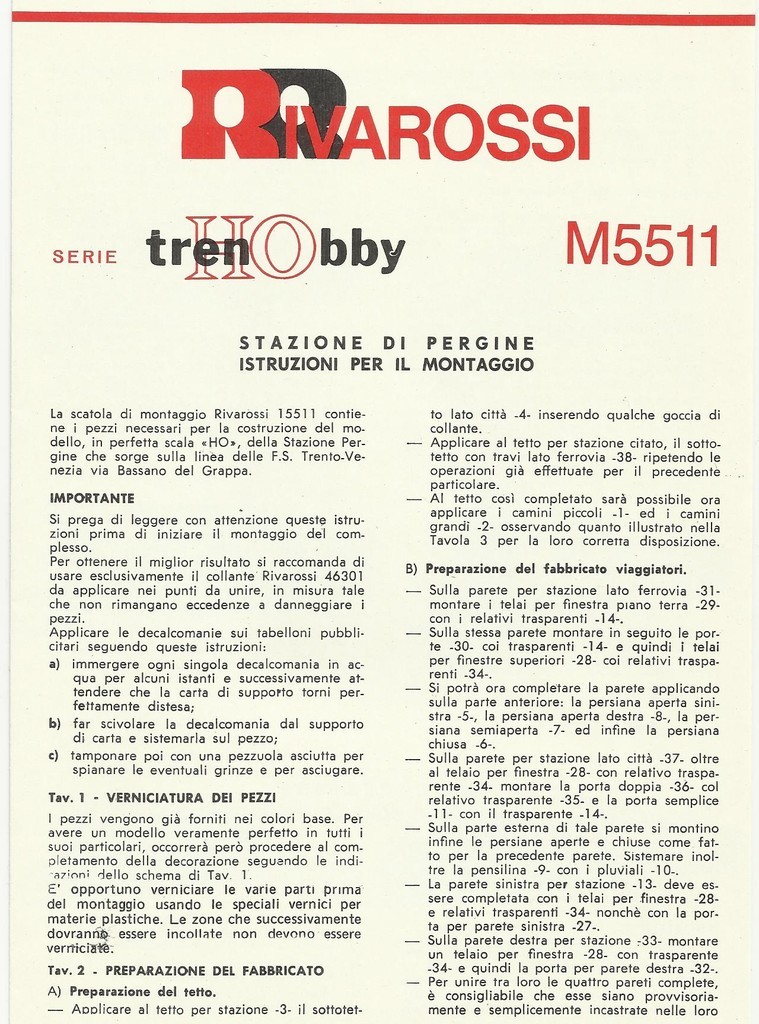 RIVAROSSI
SERIE trenHObby M5511
STAZIONE DI PERGINE
ISTRUZIONI PER IL MONTAGGIO
La scatola di montaggio Rivarossi 15511 contie-
ne i pezzi necessari per la costruzione del mo-
dello, in perfetta scala «HO», della Stazione Per-
gine che sorge sulla linea delle F.S. Trento-Ve-
nezia via Bassano del Grappa.
IMPORTANTE
Si prega di leggere con attenzione queste istru-
zioni prima di iniziare il montaggio del com-
plesso.
Per ottenere il miglior risultato si raccomanda di
usare esclusivamente il collante Rivarossi 46301
da applicare nei punti da unire, in misura tale
che non rimangano eccedenze a danneggiare i
pezzi.
Applicare le decalcomanie sui tabelloni pubbli-
citari seguendo queste istruzioni:
a) immergere ogni singola decalcomania in ac-
qua per alcuni istanti e successivamente at-
tendere che la carta di supporto torni per-
fettamente distesa;
b) far scivolare la decalcomania dal supporto
di carta e sistemarla sul pezzo;
c) tamponare poi con una pezzuola asciutta per
spianare le eventuali grinze e per asciugare.
Tav. 1 - VERNICIATURA DEI PEZZI
I pezzi vengono già forniti nei colori base. Per
avere un modello veramente perfetto in tutti i
suoi particolari, occorrerà però procedere al com-
pletamento della decorazione seguendo le indi-
cazioni dello schema di Tav. 1.
E' opportuno verniciare le varie parti prima
del montaggio usando le speciali vernici per
materie plastiche. Le zone che successivamente
dovranno essere incollate non devono essere
verniciate.
Tav. 2 - PREPARAZIONE DEL FABBRICATO
A) Preparazione del tetto.
— Applicare al tetto per stazione -3- il sottotet-
to lato città -4- inserendo qualche goccia di
collante.
— Applicare al tetto per stazione citato, il sotto-
tetto con travi lato ferrovia -38- ripetendo le
operazioni già effettuate per il precedente
particolare.
— Al tetto così completato sarà possibile ora
applicare i camini piccoli -1- ed i camini
grandi -2- osservando quanto illustrato nella
Tavola 3 per la loro corretta disposizione.
B) Preparazione del fabbricato viaggiatori.
— Sulla parete per stazione lato ferrovia -31-
montare i telai per finestra piano terra -29-
con i relativi trasparenti -14-.
— Sulla stessa parete montare in seguito le por-
te -30- coi trasparenti -14- e quindi i telai
per finestre superiori -28- coi relativi traspa-
renti -34-.
— Si potrà ora completare la parete applicando
sulla parte anteriore: la persiana aperta sini-
stra -5-, la persiana aperta destra -8-, la per-
siana semiaperta -7- ed infine la persiana
chiusa -6-.
— Sulla parete per stazione lato città -37- oltre
al telaio per finestra -28- con relativo traspa-
rente -34- montare la porta doppia -36- col
relativo trasparente -35- e la porta semplice
-11- con il trasparente -14-.
— Sulla parte esterna di tale parete si montino
infine le persiane aperte e chiuse come fat-
to per la precedente parete. Sistemare inol-
tre la pensilina -9- con i pluviali -10-.
— La parete sinistra per stazione -13- deve es-
sere completata con i telai per finestra -28-
e relativi trasparenti -34- nonchè con la por-
ta per parete sinistra -27-.
— Sulla parete destra per stazione -33- montare
un telaio per finestra -28- con trasparente
-34- e quindi la porta per parete destra -32-.
— Per unire tra loro le quattro pareti complete,
è consigliabile che esse siano provvisoria-
mente e semplicemente incastrate nelle loro